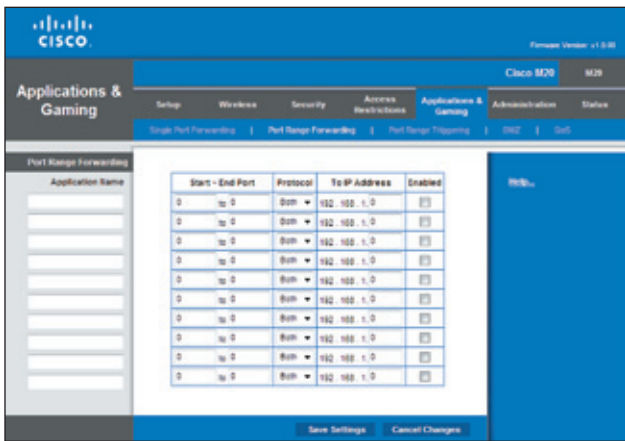 CISCO
Firmware Version: v1.0.00
Cisco M20 M20
Applications & Gaming
Setup Wireless Security Access Restrictions Applications & Gaming Administration Status
Single Port Forwarding | Port Range Forwarding | Port Range Triggering | DMZ | QoS
Port Range Forwarding
Application Name
Start - End Port Protocol To IP Address Enabled
Help...
0 to 0 Both 192 . 168 . 1. 0
0 to 0 Both 192 . 168 . 1. 0
0 to 0 Both 192 . 168 . 1. 0
0 to 0 Both 192 . 168 . 1. 0
0 to 0 Both 192 . 168 . 1. 0
0 to 0 Both 192 . 168 . 1. 0
0 to 0 Both 192 . 168 . 1. 0
0 to 0 Both 192 . 168 . 1. 0
0 to 0 Both 192 . 168 . 1. 0
0 to 0 Both 192 . 168 . 1. 0
Save Settings Cancel Changes